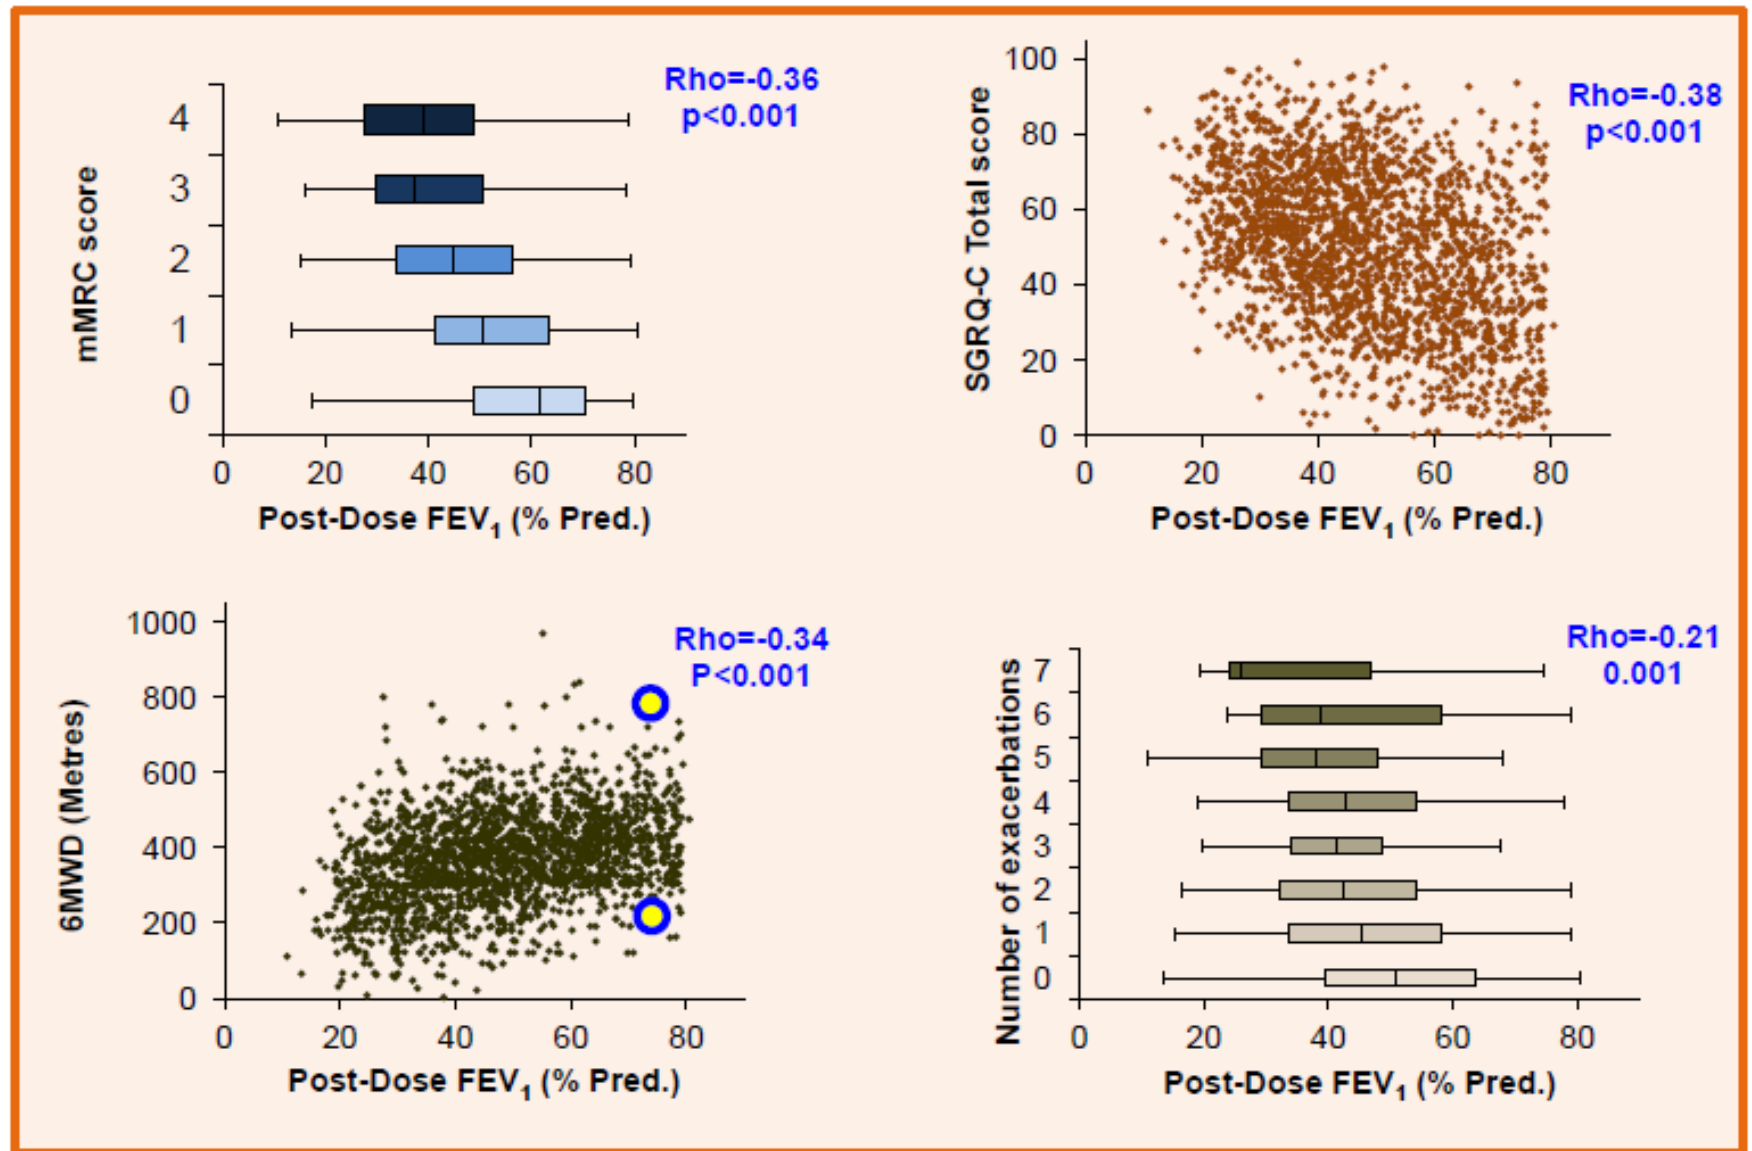 Rho=-0.36
p<0.001
mMRC score
4
3
2
1
0
0 20 40 60 80
Post-Dose FEV1 (% Pred.)
Rho=-0.38
p<0.001
SGRQ-C Total score
100
80
60
40
20
0
0 20 40 60 80
Post-Dose FEV1 (% Pred.)
Rho=-0.34
P<0.001
6MWD (Metres)
1000
800
600
400
200
0
0 20 40 60 80
Post-Dose FEV1 (% Pred.)
Rho=-0.21
0.001
Number of exacerbations
7
6
5
4
3
2
1
0
0 20 40 60 80
Post-Dose FEV1 (% Pred.)